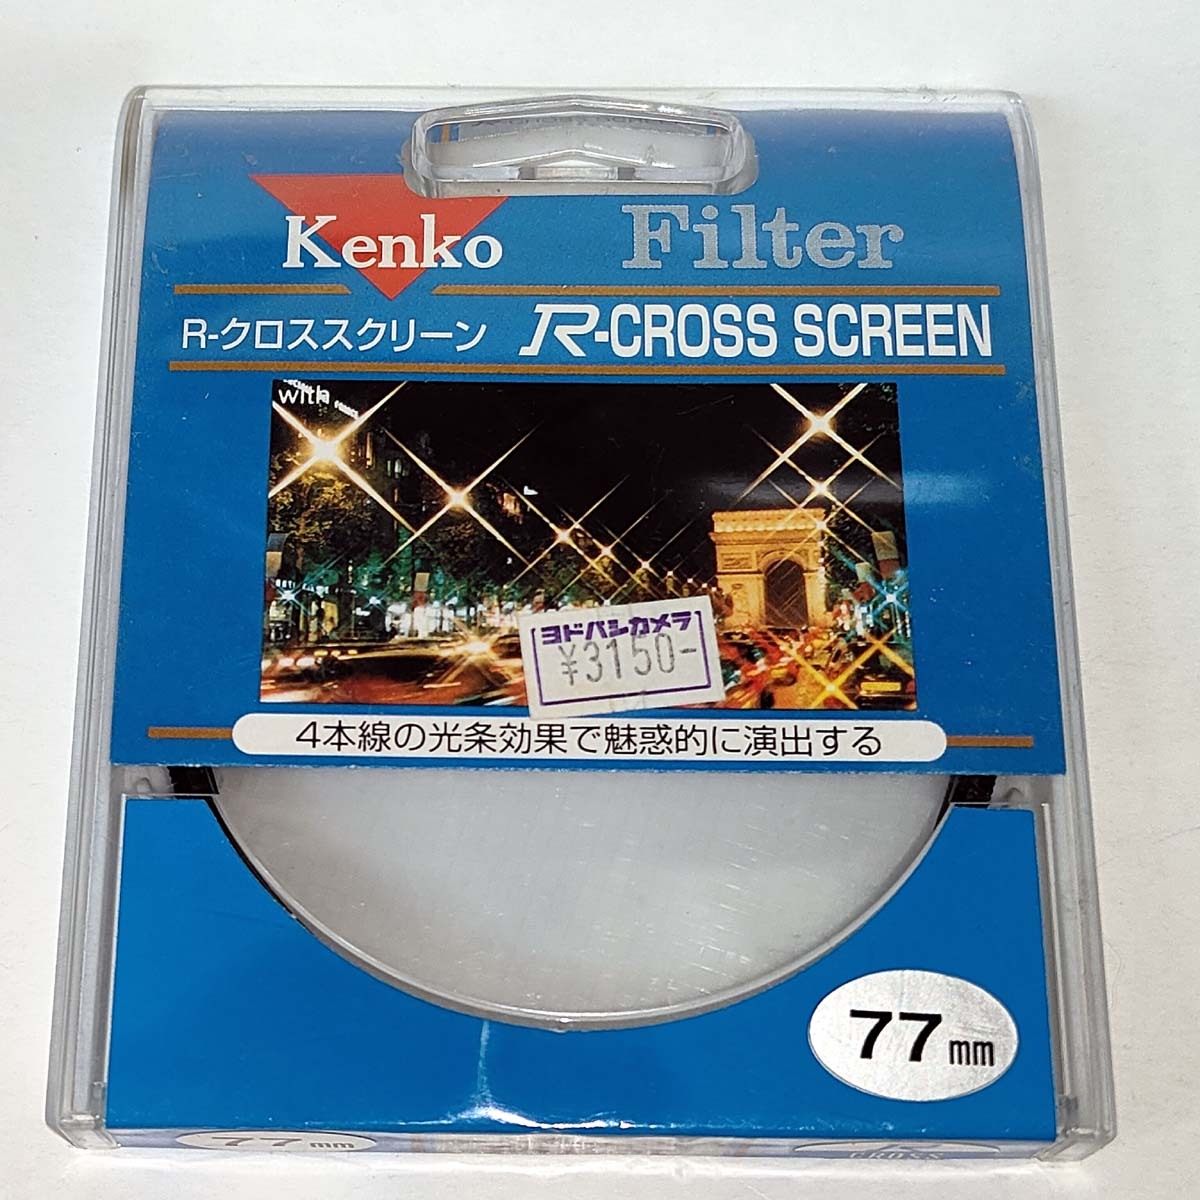 Kenko Filter
R-クロススクリーン R-CROSS SCREEN
with
ヨドバシカメラ
¥3150-
4本線の光条効果で魅惑的に演出する
77mm
77mm
CROSS